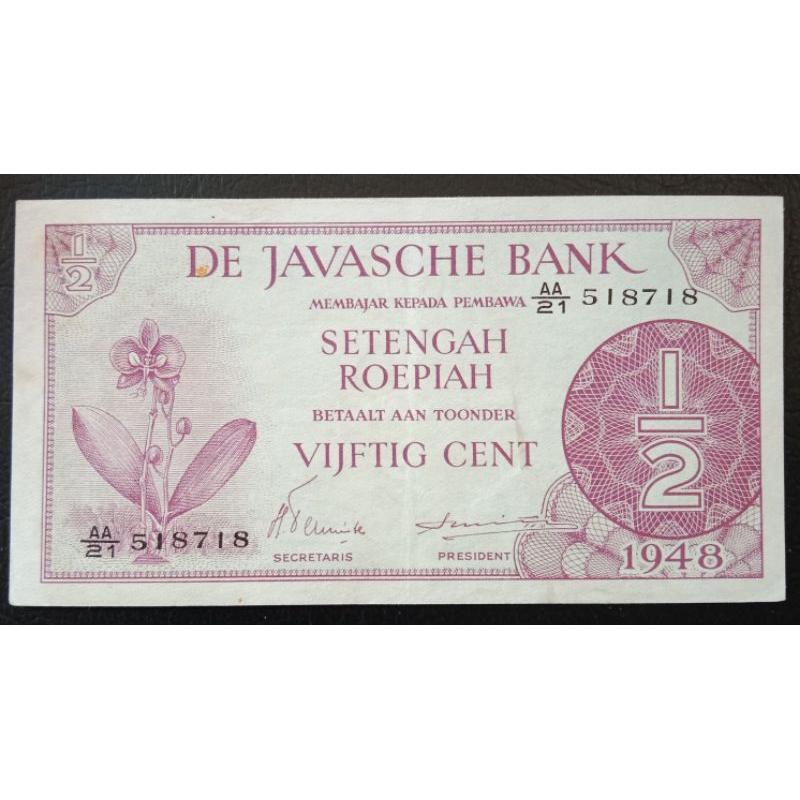 1/2
DE JAVASCHE BANK
MEMBAJAR KEPADA PEMBAWA AA/21 518718
SETENGAH
ROEPIAH
BETAALT AAN TOONDER
VIJFTIG CENT
1/2
AA/21 518718
SECRETARIS
PRESIDENT
1948